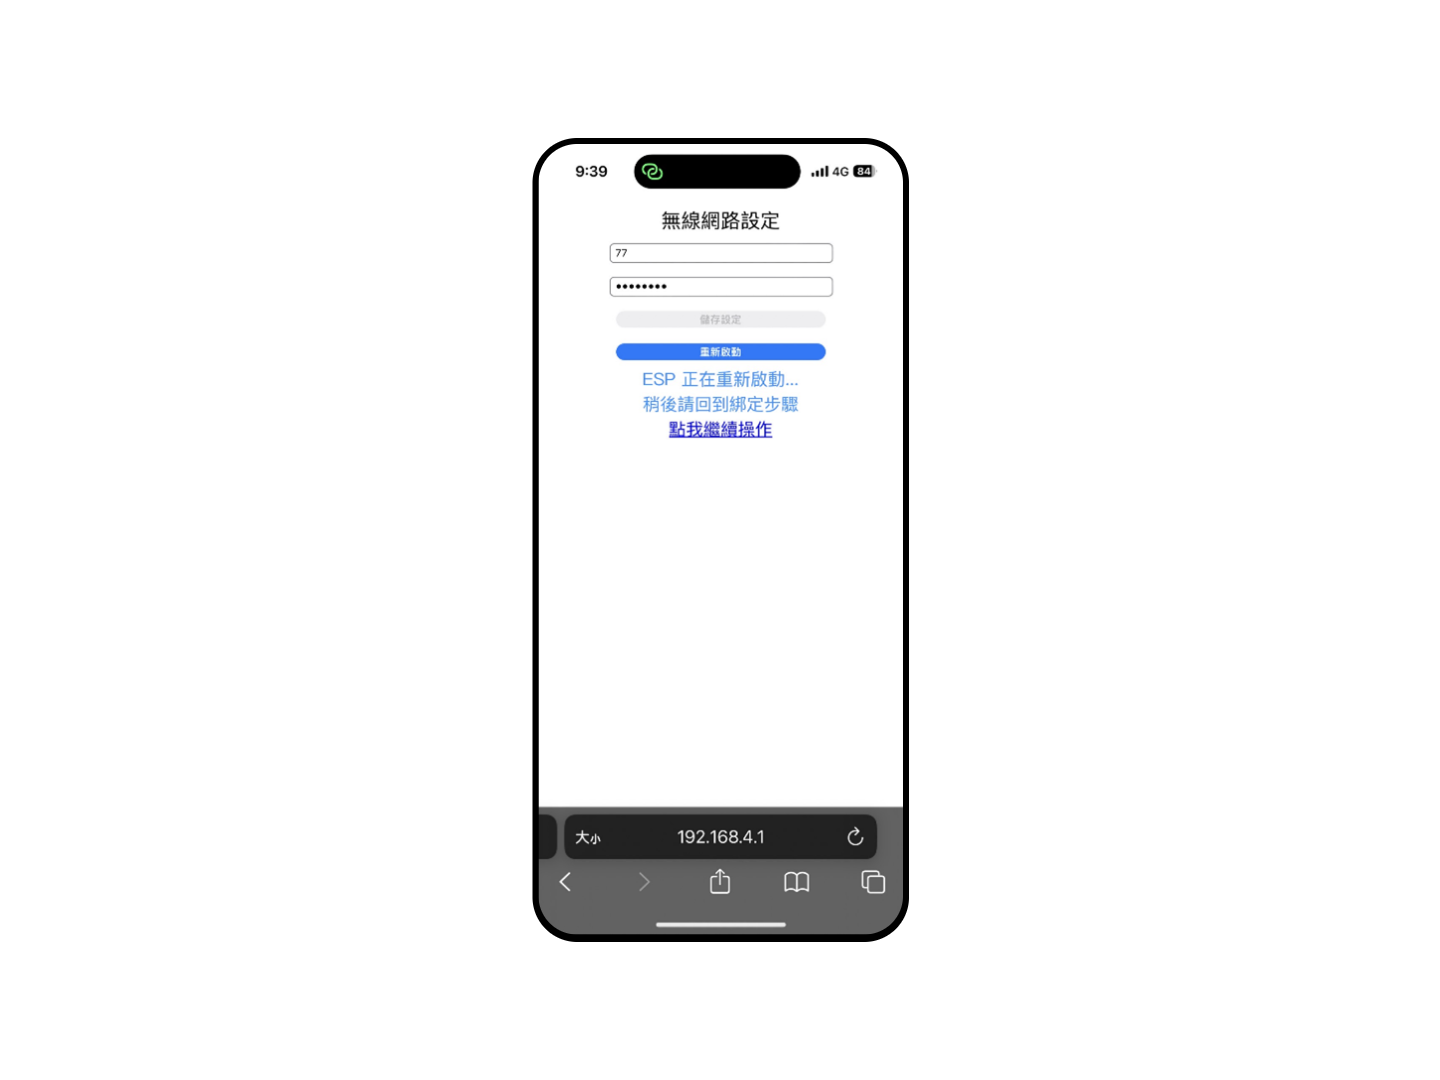 9:39
4G 84
無線網路設定
77
••••••••
儲存設定
重新啟動
ESP 正在重新啟動...
稍後請回到綁定步驟
點我繼續操作
大小 192.168.4.1